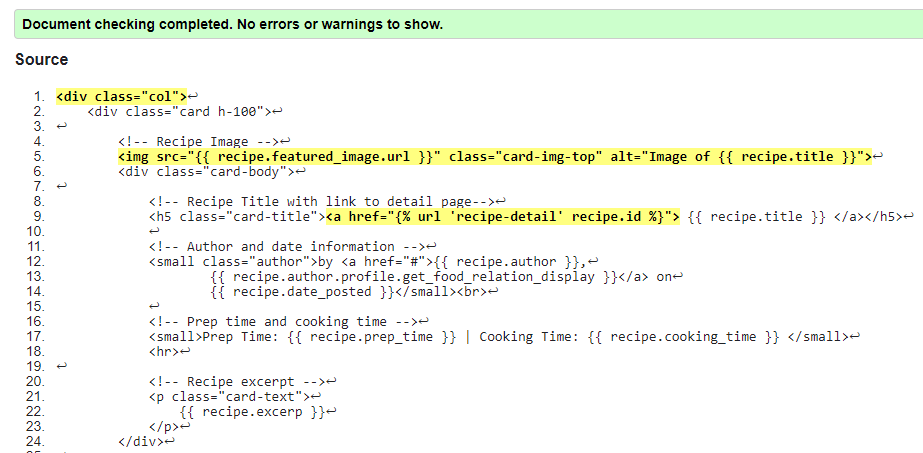 Document checking completed. No errors or warnings to show.
Source
1. <div class="col">↩
2.     <div class="card h-100">↩
3. ↩
4.         <!-- Recipe Image -->↩
5.         <img src="{{ recipe.featured_image.url }}" class="card-img-top" alt="Image of {{ recipe.title }}">↩
6.         <div class="card-body">↩
7. ↩
8.             <!-- Recipe Title with link to detail page-->↩
9.             <h5 class="card-title"><a href="{% url 'recipe-detail' recipe.id %}"> {{ recipe.title }} </a></h5>↩
10.             ↩
11.             <!-- Author and date information -->↩
12.             <small class="author">by <a href="#">{{ recipe.author }},↩
13.                     {{ recipe.author.profile.get_food_relation_display }}</a> on↩
14.                     {{ recipe.date_posted }}</small><br>↩
15.             ↩
16.             <!-- Prep time and cooking time -->↩
17.             <small>Prep Time: {{ recipe.prep_time }} | Cooking Time: {{ recipe.cooking_time }} </small>↩
18.             <hr>↩
19. ↩
20.             <!-- Recipe excerpt -->↩
21.             <p class="card-text">↩
22.                 {{ recipe.excerp }}↩
23.             </p>↩
24.         </div>↩